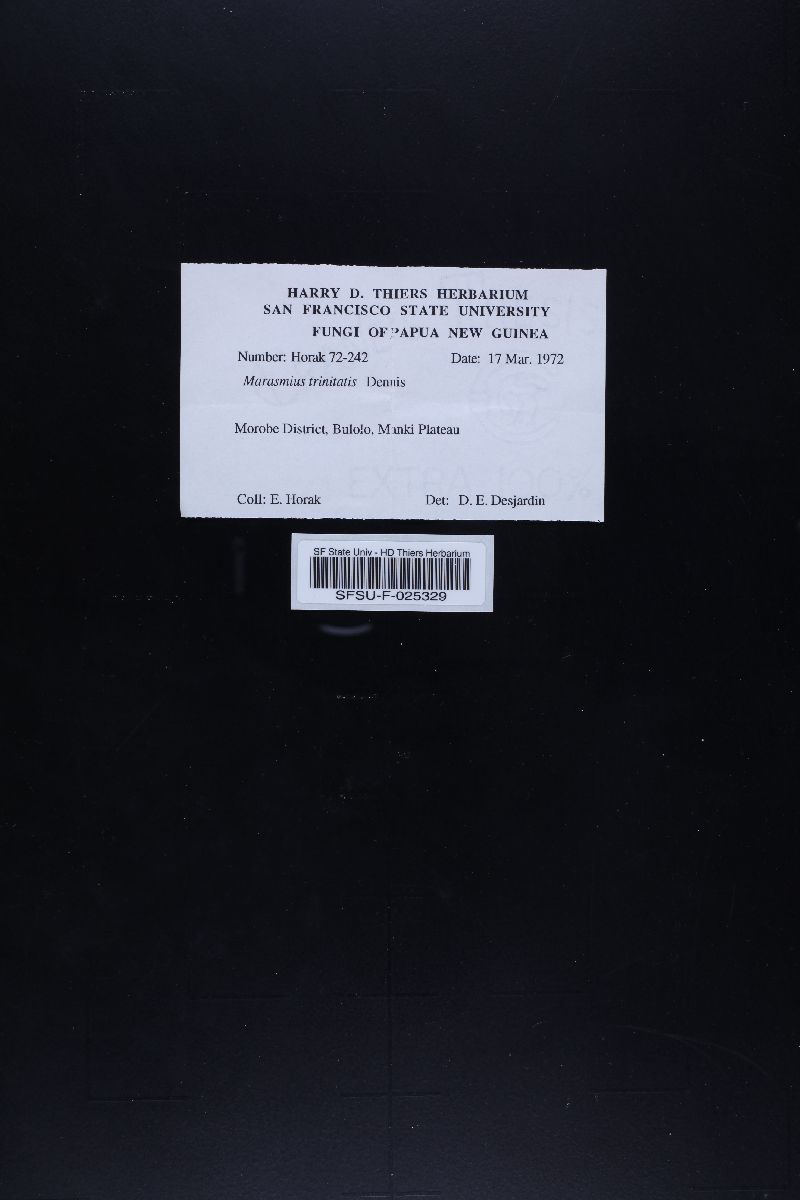 HARRY D. THIERS HERBARIUM
SAN FRANCISCO STATE UNIVERSITY
FUNGI OF PAPUA NEW GUINEA
Number: Horak 72-242 Date: 17 Mar. 1972
Marasmius trinitatis Dennis
Morobe District, Bulolo, Manki Plateau
Coll: E. Horak Det: D. E. Desjardin
SF State Univ - HD Thiers Herbarium
SFSU-F-025329